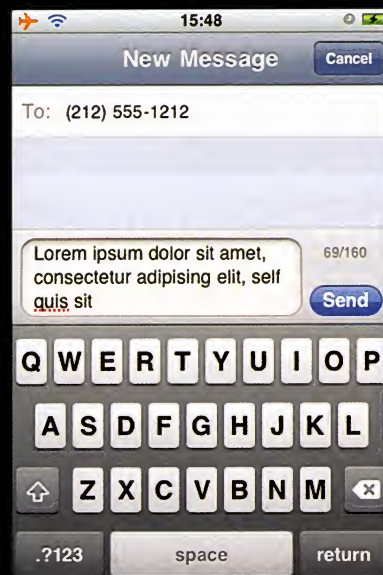 15:48
New Message
Cancel
To: (212) 555-1212
Lorem ipsum dolor sit amet,
consectetur adipising elit, self
quis sit
69/160
Send
Q W E R T Y U I O P
A S D F G H J K L
Z X C V B N M
.?123
space
return